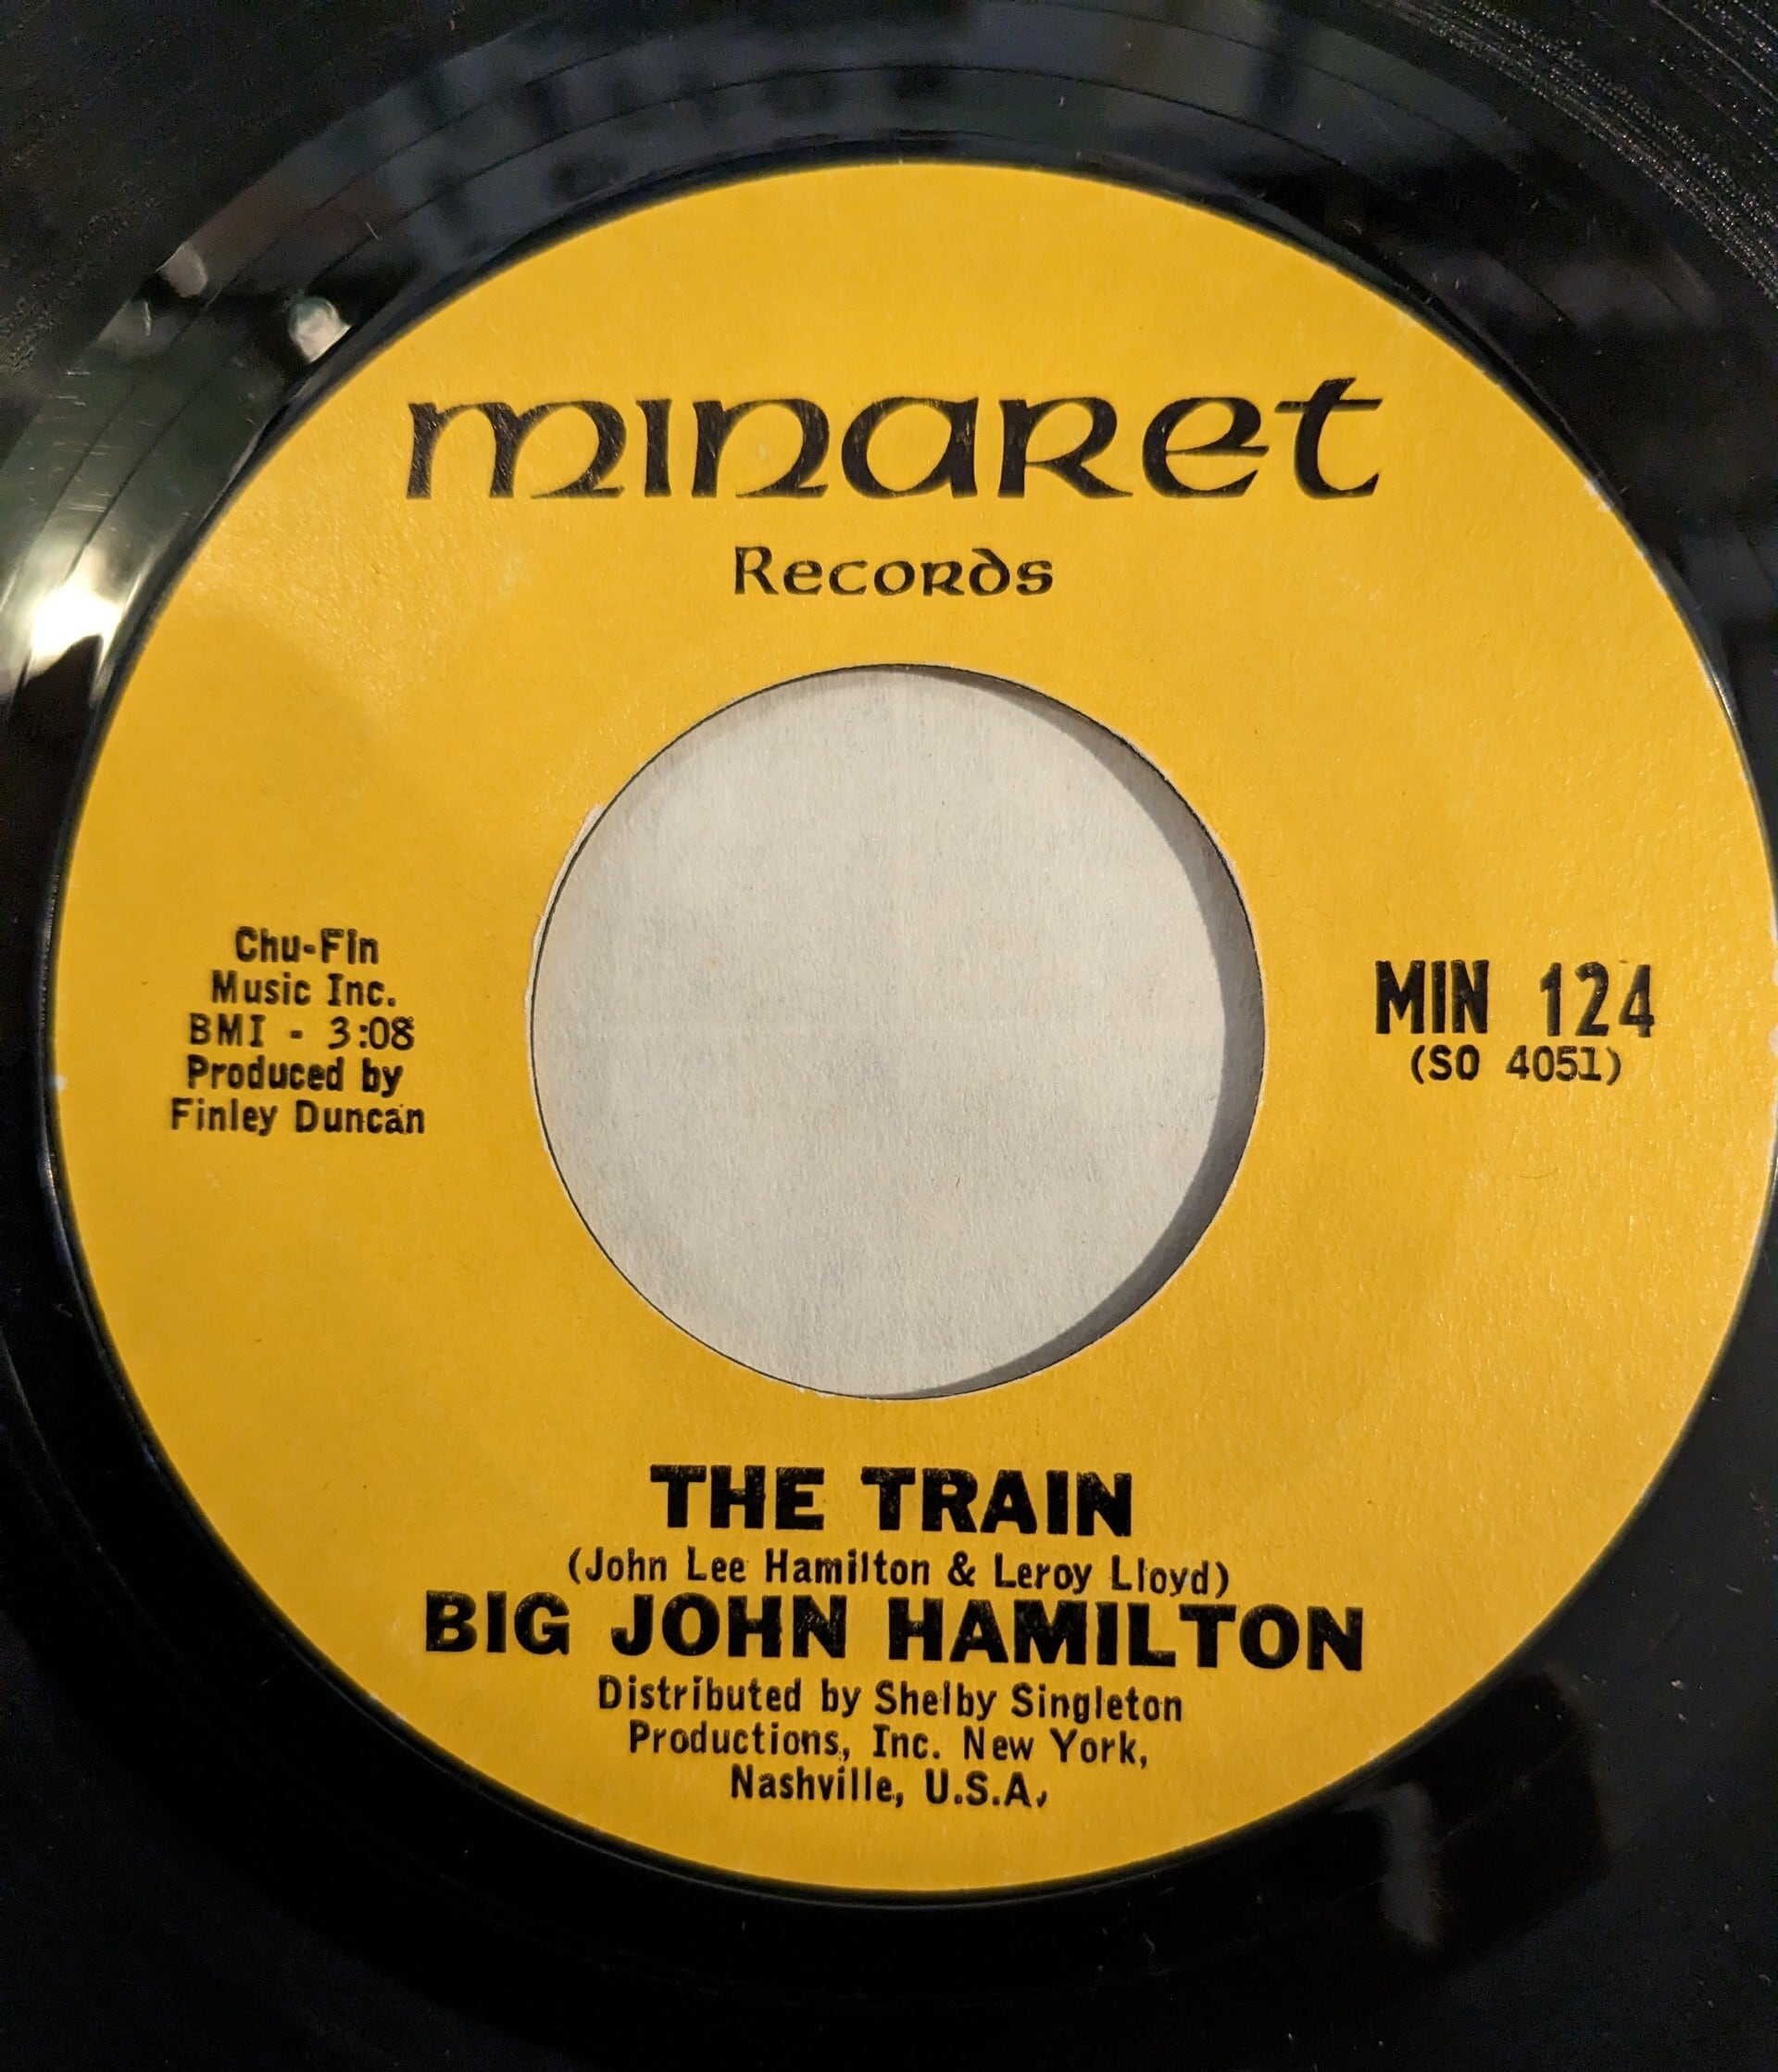 minaret
Records
Chu-Fin
Music Inc.
BMI - 3:08
Produced by
Finley Duncan
MIN 124
(SO 4051)
THE TRAIN
(John Lee Hamilton & Leroy Lloyd)
BIG JOHN HAMILTON
Distributed by Shelby Singleton
Productions, Inc. New York,
Nashville, U.S.A.